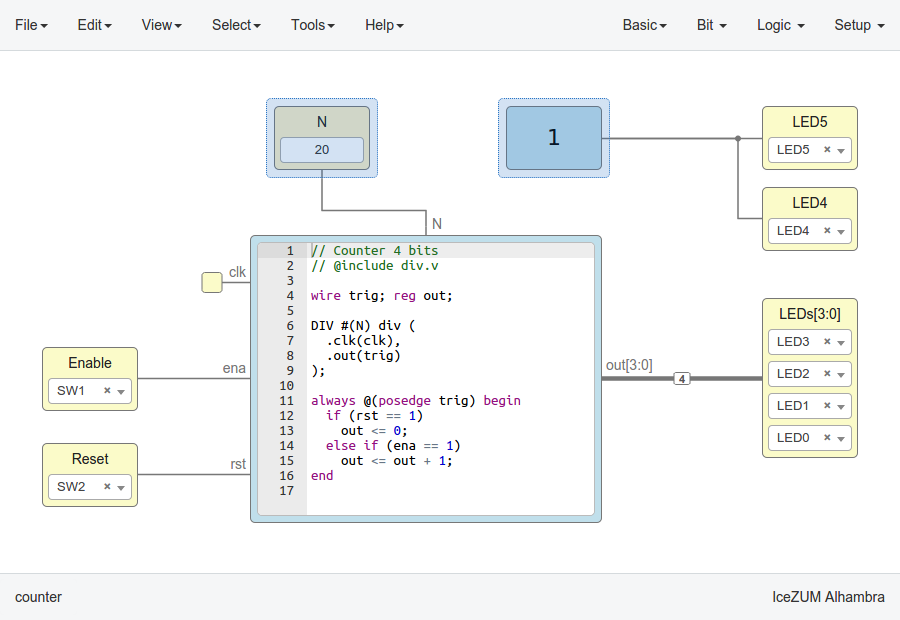 File Edit View Select Tools Help Basic Bit Logic Setup
N
20
1
LED5
LED5 ×
LED4
LED4 ×
N
clk
Enable
SW1 ×
ena
Reset
SW2 ×
rst
1 // Counter 4 bits
2 // @include div.v
3
4 wire trig; reg out;
5
6 DIV #(N) div (
7 .clk(clk),
8 .out(trig)
9 );
10
11 always @(posedge trig) begin
12 if (rst == 1)
13 out <= 0;
14 else if (ena == 1)
15 out <= out + 1;
16 end
17
out[3:0]
4
LEDs[3:0]
LED3 ×
LED2 ×
LED1 ×
LED0 ×
counter IceZUM Alhambra